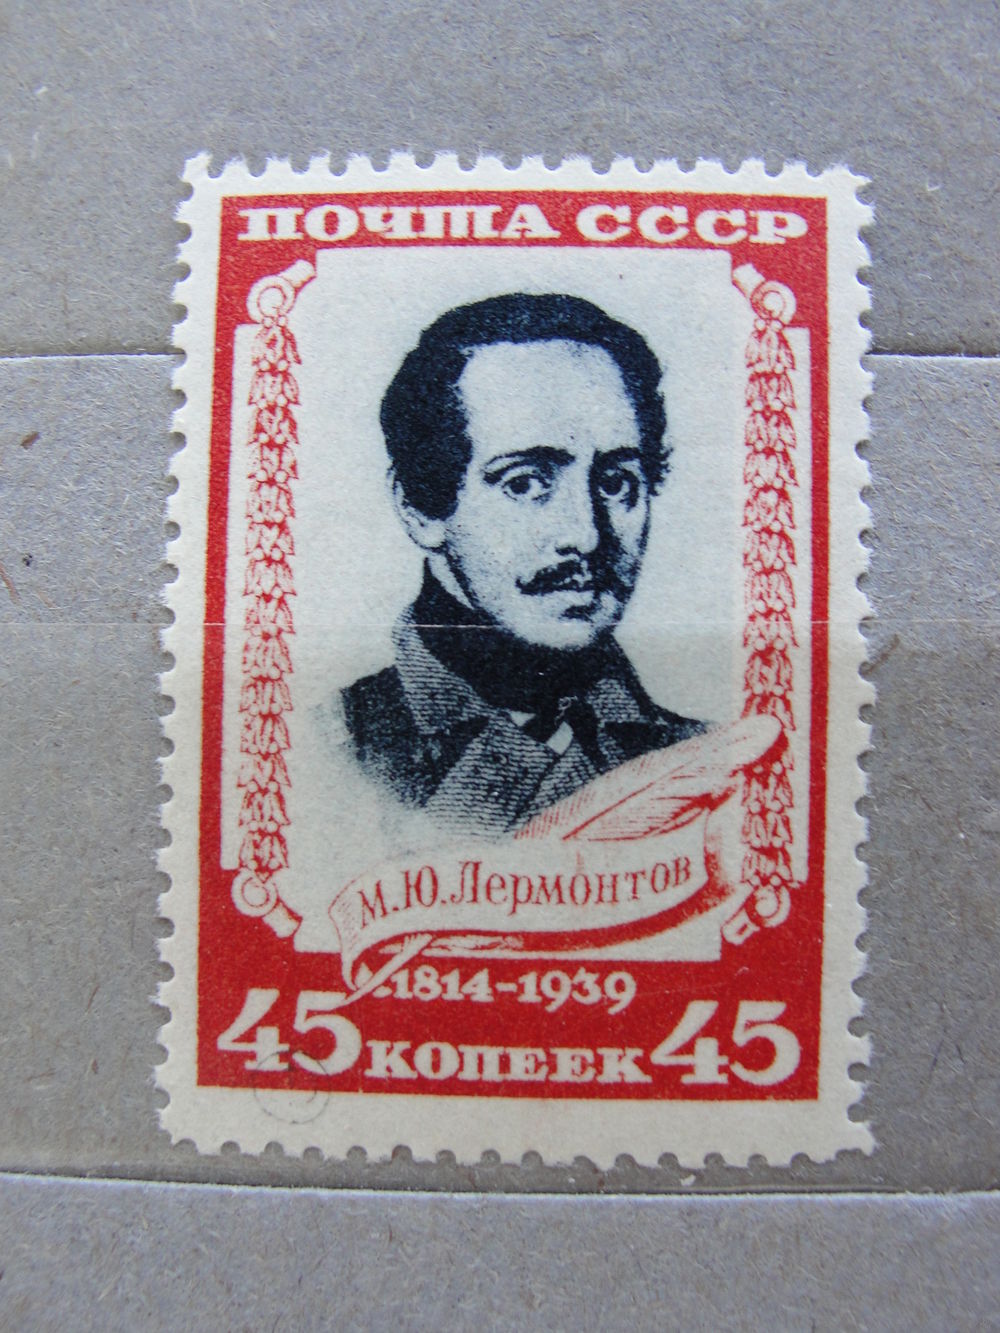 ПОЧТА СССР
М.Ю.Лермонтов
1814-1939
45 КОПЕЕК 45